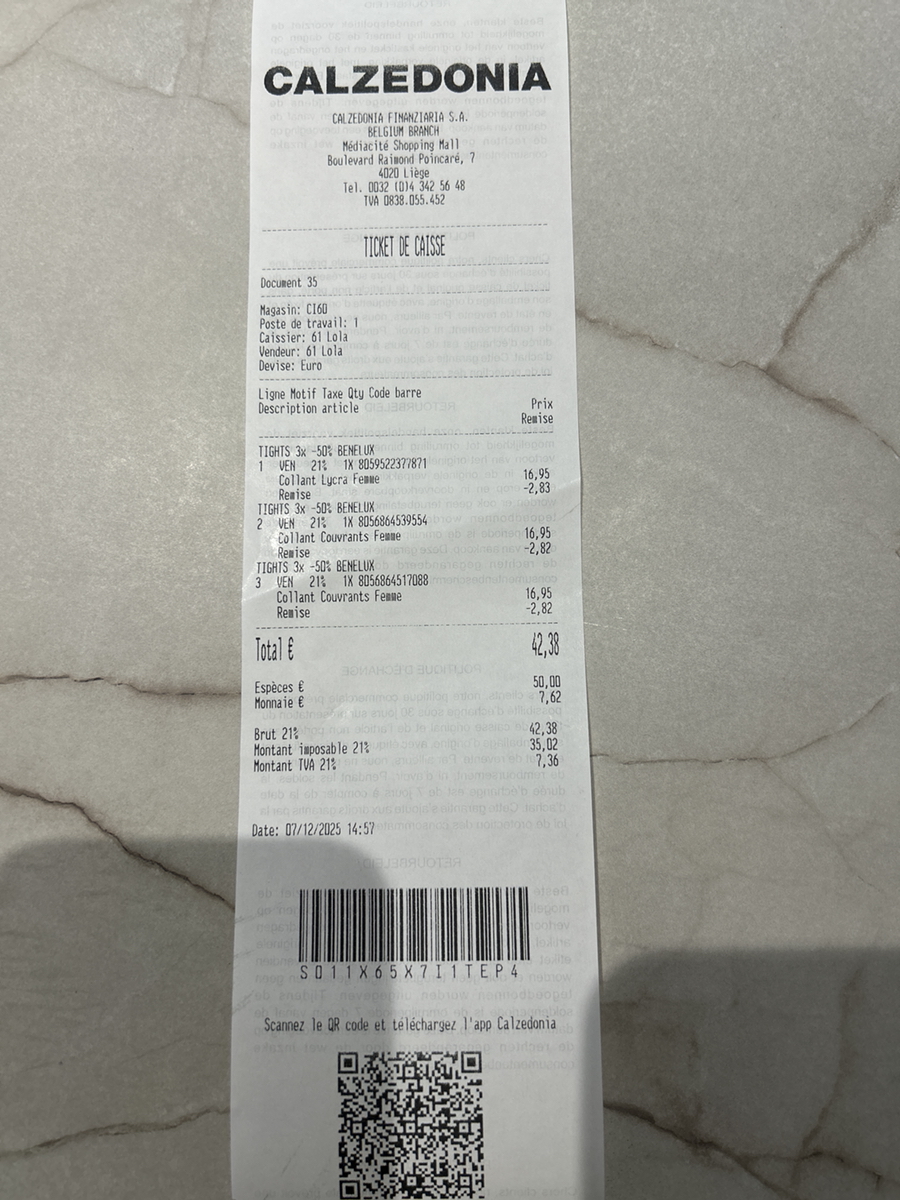 CALZEDONIA
CALZEDONIA FINANZIARIA S.A.
BELGIUM BRANCH
Médiacité Shopping Mall
Boulevard Raimond Poincaré, 7
4020 Liège
Tel. 0032 (0)4 342 56 48
TVA 0838.055.452
TICKET DE CAISSE
Document 35
Magasin: CI60
Poste de travail: 1
Caissier: 61 Lola
Vendeur: 61 Lola
Devise: Euro
Ligne Motif Taxe Qty Code barre
Description article Prix
Remise
TIGHTS 3x -50% BENELUX
1 VEN 21% 1X 8059522377871
Collant Lycra Femme 16,95
Remise -2,83
TIGHTS 3x -50% BENELUX
2 VEN 21% 1X 8056864539554
Collant Couvrants Femme 16,95
Remise -2,82
TIGHTS 3x -50% BENELUX
3 VEN 21% 1X 8056864517088
Collant Couvrants Femme 16,95
Remise -2,82
Total € 42,38
Espèces € 50,00
Monnaie € 7,62
Brut 21% 42,38
Montant imposable 21% 35,02
Montant TVA 21% 7,36
Date: 07/12/2025 14:57
S011X65X7I1TEP4
Scannez le QR code et téléchargez l'app Calzedonia